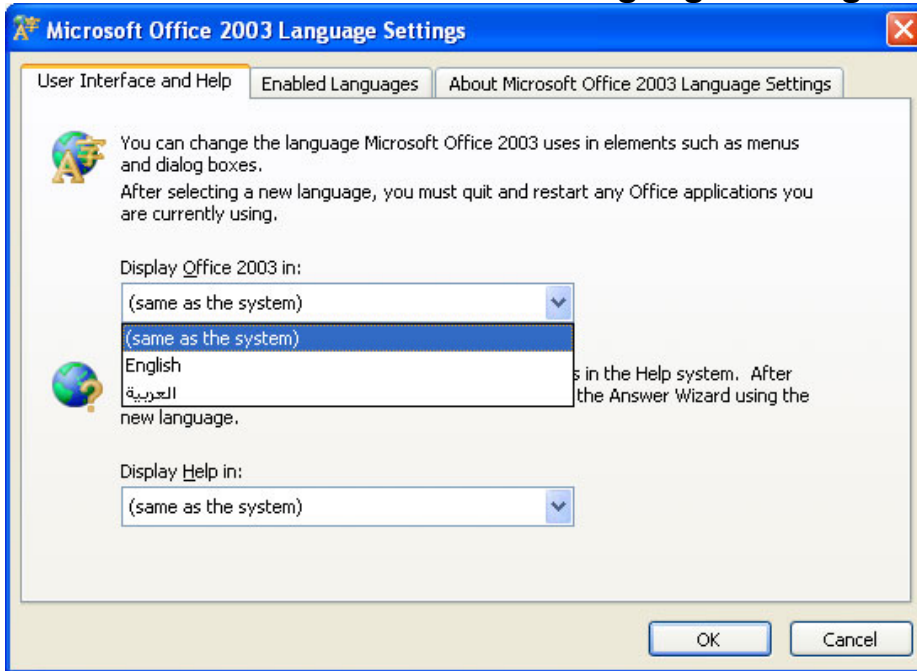 Microsoft Office 2003 Language Settings
User Interface and Help
Enabled Languages
About Microsoft Office 2003 Language Settings
You can change the language Microsoft Office 2003 uses in elements such as menus
and dialog boxes.
After selecting a new language, you must quit and restart any Office applications you
are currently using.
Display Office 2003 in:
(same as the system)
(same as the system)
English
العربية
in the Help system. After
the Answer Wizard using the
new language.
Display Help in:
(same as the system)
OK
Cancel